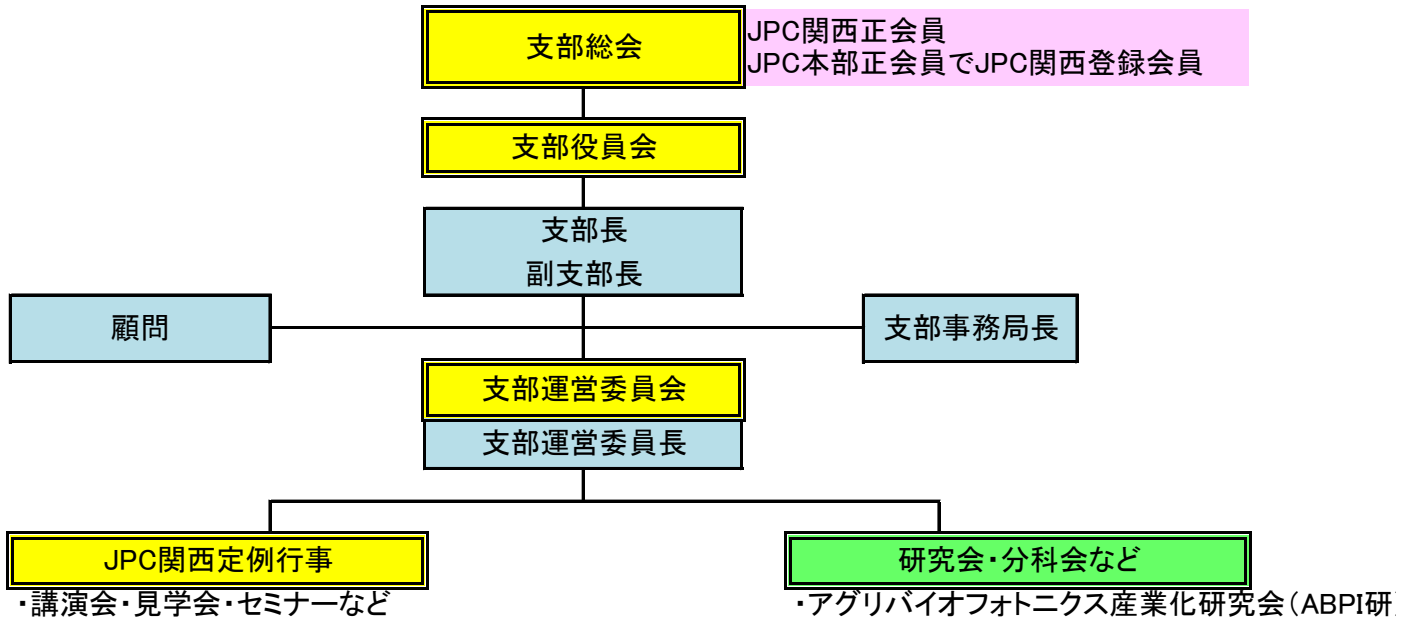 支部総会
JPC関西正会員
JPC本部正会員でJPC関西登録会員
支部役員会
支部長
副支部長
顧問
支部事務局長
支部運営委員会
支部運営委員長
JPC関西定例行事
研究会・分科会など
・講演会・見学会・セミナーなど
・アグリバイオフォトニクス産業化研究会（ABPI研